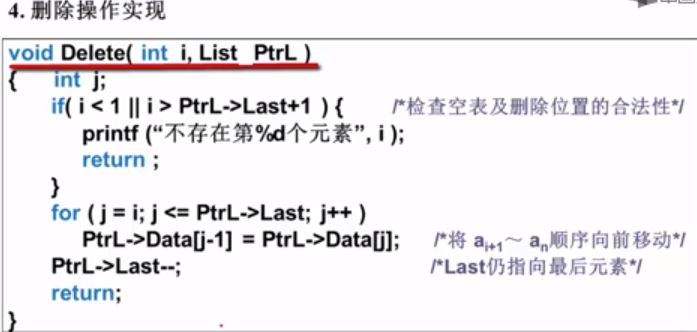 4. 删除操作实现
void Delete( int i, List PtrL )
{ int j;
if( i < 1 || i > PtrL->Last+1 ) { /*检查空表及删除位置的合法性*/
printf (“不存在第%d个元素”, i );
return ;
}
for ( j = i; j <= PtrL->Last; j++ )
PtrL->Data[j-1] = PtrL->Data[j]; /*将 aᵢ₊₁～ aₙ顺序向前移动*/
PtrL->Last--; /*Last仍指向最后元素*/
return;
}